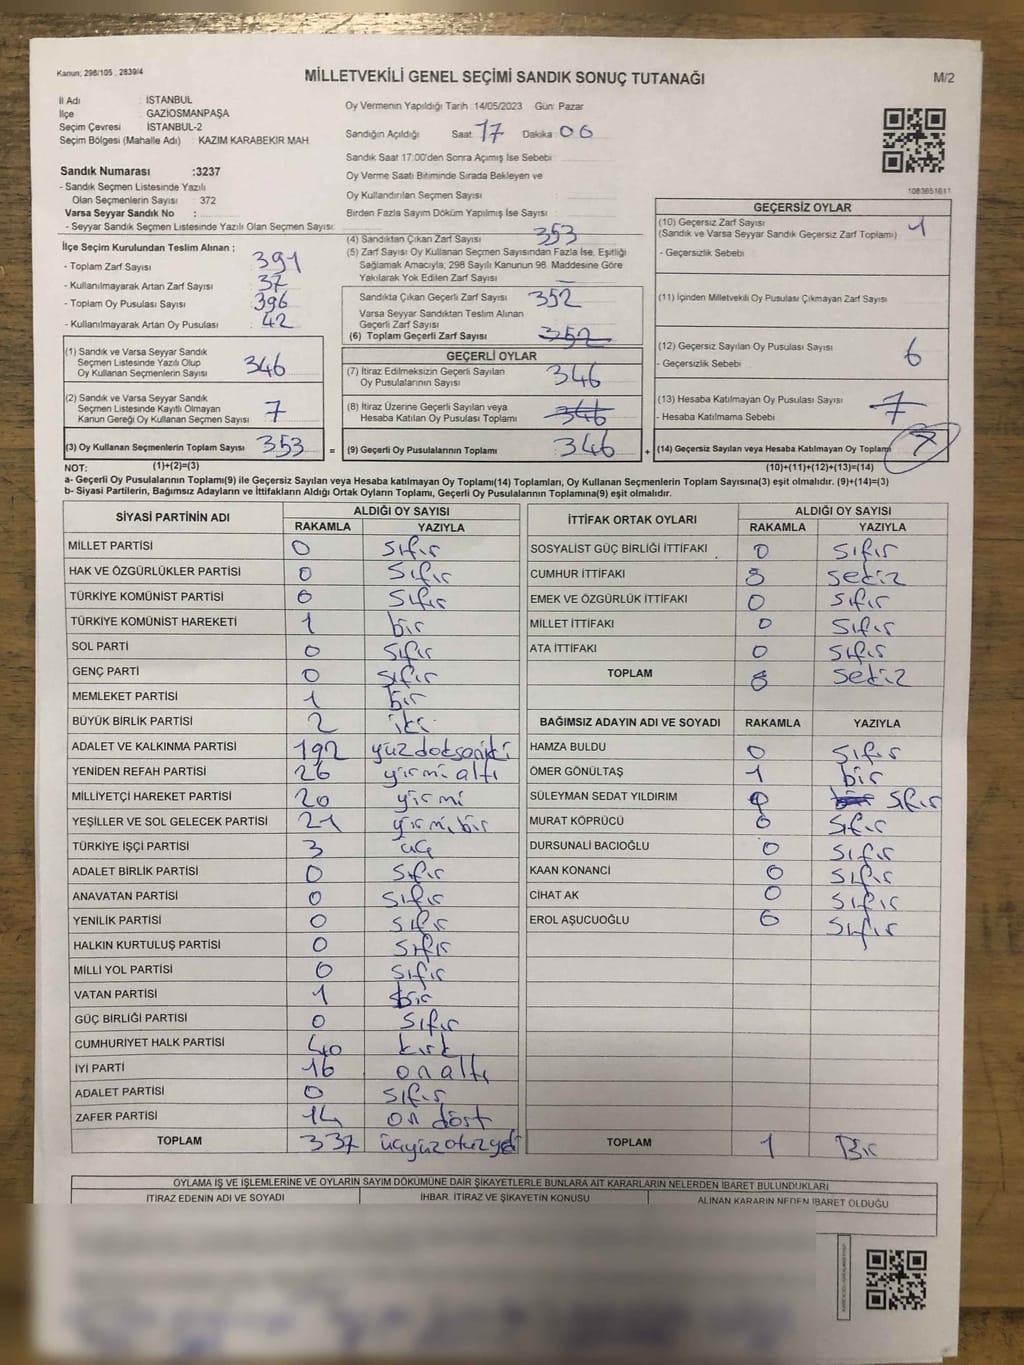 Kanun; 298/105 , 2839/4
MİLLETVEKİLİ GENEL SEÇİMİ SANDIK SONUÇ TUTANAĞI
M/2
İl Adı : İSTANBUL
İlçe : GAZİOSMANPAŞA
Seçim Çevresi : İSTANBUL-2
Seçim Bölgesi (Mahalle Adı) : KAZIM KARABEKİR MAH
Oy Vermenin Yapıldığı Tarih :14/05/2023 Gün: Pazar
Sandığın Açıldığı Saat 17 Dakika 06
Sandık Saat 17:00'den Sonra Açımış İse Sebebi
Oy Verme Saati Bitiminde Sırada Bekleyen ve
Oy Kullandırılan Seçmen Sayısı
Birden Fazla Sayım Döküm Yapılmış İse Sayısı
1083651611
Sandık Numarası :3237
- Sandık Seçmen Listesinde Yazılı
Olan Seçmenlerin Sayısı : 372
Varsa Seyyar Sandık No :
- Seyyar Sandık Seçmen Listesinde Yazılı Olan Seçmen Sayısı:
İlçe Seçim Kurulundan Teslim Alınan ;
- Toplam Zarf Sayısı 391
- Kullanılmayarak Artan Zarf Sayısı 37
- Toplam Oy Pusulası Sayısı 396
- Kullanılmayarak Artan Oy Pusulası 42
(1) Sandık ve Varsa Seyyar Sandık
Seçmen Listesinde Yazılı Olup
Oy Kullanan Seçmenlerin Sayısı 346
(2) Sandık ve Varsa Seyyar Sandık
Seçmen Listesinde Kayıtlı Olmayan
Kanun Gereği Oy Kullanan Seçmen Sayısı 7
(3) Oy Kullanan Seçmenlerin Toplam Sayısı 353 =
(4) Sandıktan Çıkan Zarf Sayısı 353
(5) Zarf Sayısı Oy Kullanan Seçmen Sayısından Fazla İse, Eşitliği
Sağlamak Amacıyla; 298 Sayılı Kanunun 98. Maddesine Göre
Yakılarak Yok Edilen Zarf Sayısı —
Sandıkta Çıkan Geçerli Zarf Sayısı 352
Varsa Seyyar Sandıktan Teslim Alınan
Geçerli Zarf Sayısı
(6) Toplam Geçerli Zarf Sayısı 3252
GEÇERLİ OYLAR
(7) İtiraz Edilmeksizin Geçerli Sayılan
Oy Pusulalarının Sayısı 346
(8) İtiraz Üzerine Geçerli Sayılan veya
Hesaba Katılan Oy Pusulası Toplamı 346
(9) Geçerli Oy Pusulalarının Toplamı 346 +
GEÇERSİZ OYLAR
(10) Geçersiz Zarf Sayısı 1
(Sandık ve Varsa Seyyar Sandık Geçersiz Zarf Toplamı)
- Geçersizlik Sebebi
(11) İçinden Milletvekili Oy Pusulası Çıkmayan Zarf Sayısı
(12) Geçersiz Sayılan Oy Pusulası Sayısı 6
- Geçersizlik Sebebi
(13) Hesaba Katılmayan Oy Pusulası Sayısı 7
- Hesaba Katılmama Sebebi
(14) Geçersiz Sayılan veya Hesaba Katılmayan Oy Toplamı 7
NOT: (1)+(2)=(3)
(10)+(11)+(12)+(13)=(14)
a- Geçerli Oy Pusulalarının Toplamı(9) ile Geçersiz Sayılan veya Hesaba katılmayan Oy Toplamı(14) Toplamları, Oy Kullanan Seçmenlerin Toplam Sayısına(3) eşit olmalıdır. (9)+(14)=(3)
b- Siyasi Partilerin, Bağımsız Adayların ve İttifakların Aldığı Ortak Oyların Toplamı, Geçerli Oy Pusulalarının Toplamına(9) eşit olmalıdır.
SİYASİ PARTİNİN ADI ALDIĞI OY SAYISI
RAKAMLA YAZIYLA
MİLLET PARTİSİ 0 sıfır
HAK VE ÖZGÜRLÜKLER PARTİSİ 0 sıfır
TÜRKİYE KOMÜNİST PARTİSİ 0 sıfır
TÜRKİYE KOMÜNİST HAREKETİ 1 bir
SOL PARTİ 0 sıfır
GENÇ PARTİ 0 sıfır
MEMLEKET PARTİSİ 1 bir
BÜYÜK BİRLİK PARTİSİ 2 iki
ADALET VE KALKINMA PARTİSİ 192 yüzdoksaniki
YENİDEN REFAH PARTİSİ 26 yirmi altı
MİLLİYETÇİ HAREKET PARTİSİ 20 yirmi
YEŞİLLER VE SOL GELECEK PARTİSİ 21 yirmi bir
TÜRKİYE İŞÇİ PARTİSİ 3 üç
ADALET BİRLİK PARTİSİ 0 sıfır
ANAVATAN PARTİSİ 0 sıfır
YENİLİK PARTİSİ 0 sıfır
HALKIN KURTULUŞ PARTİSİ 0 sıfır
MİLLİ YOL PARTİSİ 0 sıfır
VATAN PARTİSİ 1 bir
GÜÇ BİRLİĞİ PARTİSİ 0 sıfır
CUMHURİYET HALK PARTİSİ 40 kırk
İYİ PARTİ 16 on altı
ADALET PARTİSİ 0 sıfır
ZAFER PARTİSİ 14 on dört
TOPLAM 337 üçyüzotuzyedi
İTTİFAK ORTAK OYLARI ALDIĞI OY SAYISI
RAKAMLA YAZIYLA
SOSYALİST GÜÇ BİRLİĞİ İTTİFAKI 0 sıfır
CUMHUR İTTİFAKI 8 sekiz
EMEK VE ÖZGÜRLÜK İTTİFAKI 0 sıfır
MİLLET İTTİFAKI 0 sıfır
ATA İTTİFAKI 0 sıfır
TOPLAM 8 sekiz
BAĞIMSIZ ADAYIN ADI VE SOYADI RAKAMLA YAZIYLA
HAMZA BULDU 0 sıfır
ÖMER GÖNÜLTAŞ 1 bir
SÜLEYMAN SEDAT YILDIRIM 0 sıfır
MURAT KÖPRÜCÜ 0 sıfır
DURSUNALİ BACIOĞLU 0 sıfır
KAAN KONANCI 0 sıfır
CİHAT AK 0 sıfır
EROL AŞUCUOĞLU 0 sıfır
TOPLAM 1 Bir
OYLAMA İŞ VE İŞLEMLERİNE VE OYLARIN SAYIM DÖKÜMÜNE DAİR ŞİKAYETLERLE BUNLARA AİT KARARLARIN NELERDEN İBARET BULUNDUKLARI
İTİRAZ EDENİN ADI VE SOYADI İHBAR, İTİRAZ VE ŞİKAYETİN KONUSU ALINAN KARARIN NEDEN İBARET OLDUĞU